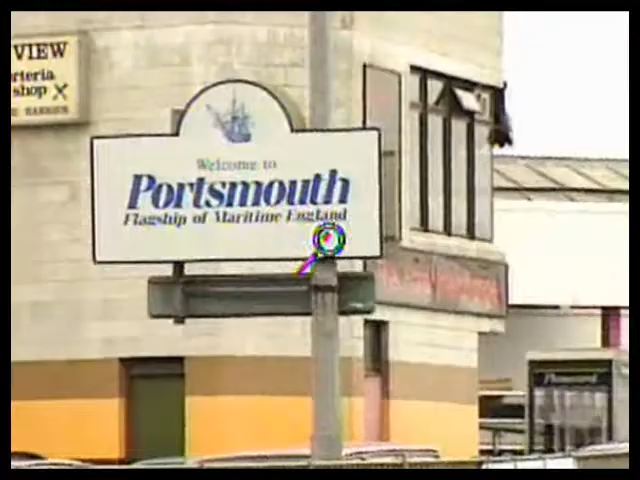 VIEW
rteria
shop
Welcome to
Portsmouth
Flagship of Maritime England